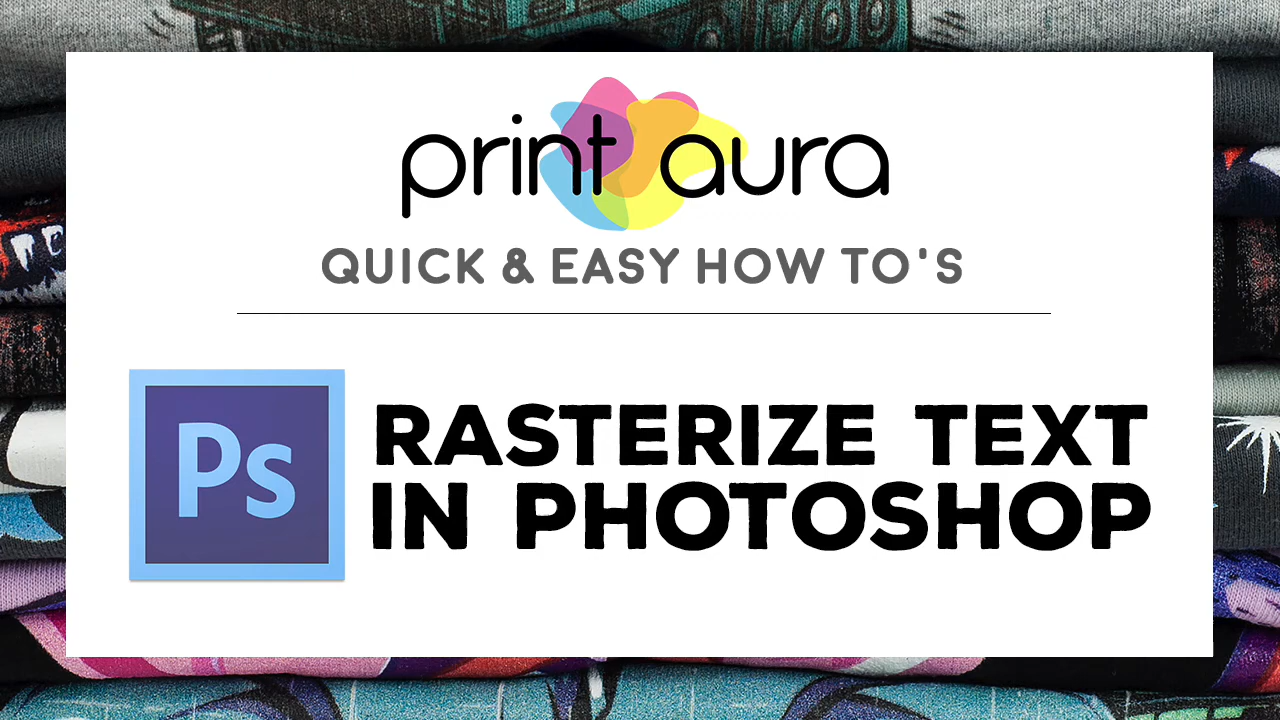 print aura
QUICK & EASY HOW TO'S
Ps
RASTERIZE TEXT
IN PHOTOSHOP